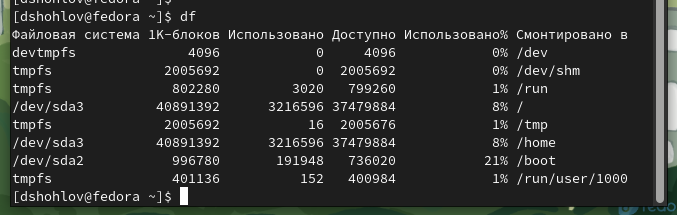 [dshohlov@fedora ~]$ df
Файловая система 1K-блоков Использовано Доступно Использовано% Смонтировано в
devtmpfs 4096 0 4096 0% /dev
tmpfs 2005692 0 2005692 0% /dev/shm
tmpfs 802280 3020 799260 1% /run
/dev/sda3 40891392 3216596 37479884 8% /
tmpfs 2005692 16 2005676 1% /tmp
/dev/sda3 40891392 3216596 37479884 8% /home
/dev/sda2 996780 191948 736020 21% /boot
tmpfs 401136 152 400984 1% /run/user/1000
[dshohlov@fedora ~]$